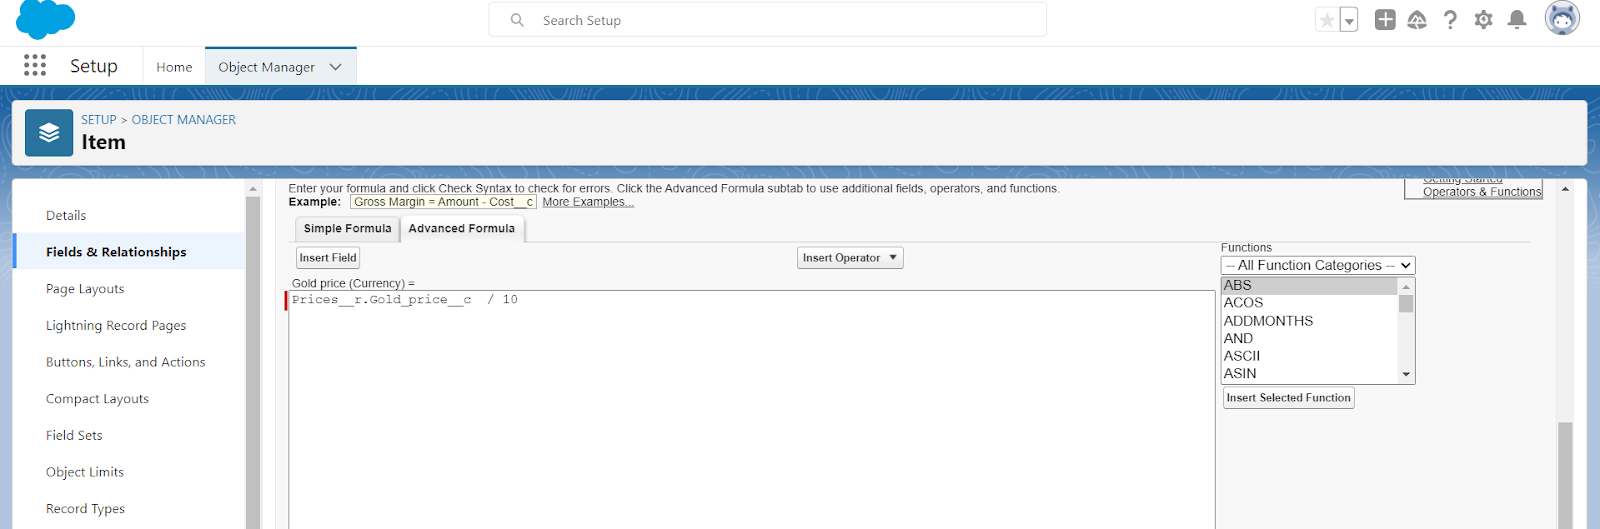 Search Setup
Setup
Home
Object Manager
SETUP > OBJECT MANAGER
Item
Details
Fields & Relationships
Page Layouts
Lightning Record Pages
Buttons, Links, and Actions
Compact Layouts
Field Sets
Object Limits
Record Types
Getting Started
Operators & Functions
Enter your formula and click Check Syntax to check for errors. Click the Advanced Formula subtab to use additional fields, operators, and functions.
Example: Gross Margin = Amount - Cost__c More Examples...
Simple Formula
Advanced Formula
Insert Field
Insert Operator
Gold price (Currency) =
Prices__r.Gold_price__c  / 10
Functions
-- All Function Categories --
ABS
ACOS
ADDMONTHS
AND
ASCII
ASIN
Insert Selected Function